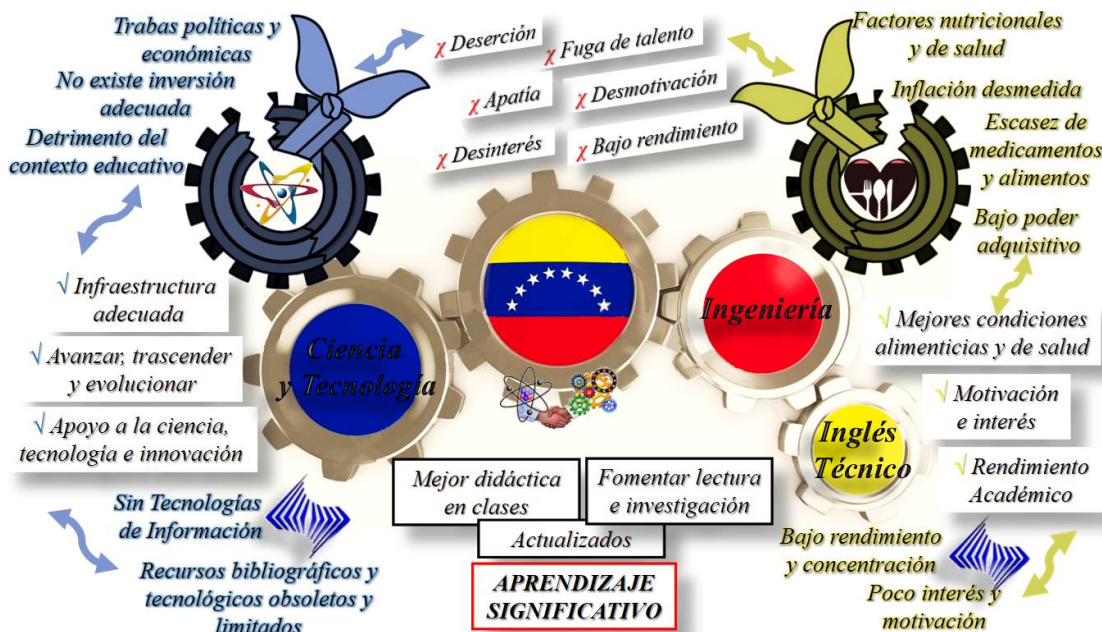 Trabas políticas y
económicas
No existe inversión
adecuada
Detrimento del
contexto educativo
χ Deserción
χ Fuga de talento
χ Apatía
χ Desmotivación
χ Desinterés
χ Bajo rendimiento
Factores nutricionales
y de salud
Inflación desmedida
Escasez de
medicamentos
y alimentos
Bajo poder
adquisitivo
√ Infraestructura
adecuada
√ Avanzar, trascender
y evolucionar
√ Apoyo a la ciencia,
tecnología e innovación
Ciencia
y Tecnología
Ingeniería
Inglés
Técnico
√ Mejores condiciones
alimenticias y de salud
√ Motivación
e interés
√ Rendimiento
Académico
Sin Tecnologías
de Información
Recursos bibliográficos y
tecnológicos obsoletos y
limitados
Mejor didáctica
en clases
Fomentar lectura
e investigación
Actualizados
APRENDIZAJE
SIGNIFICATIVO
Bajo rendimiento
y concentración
Poco interés y
motivación